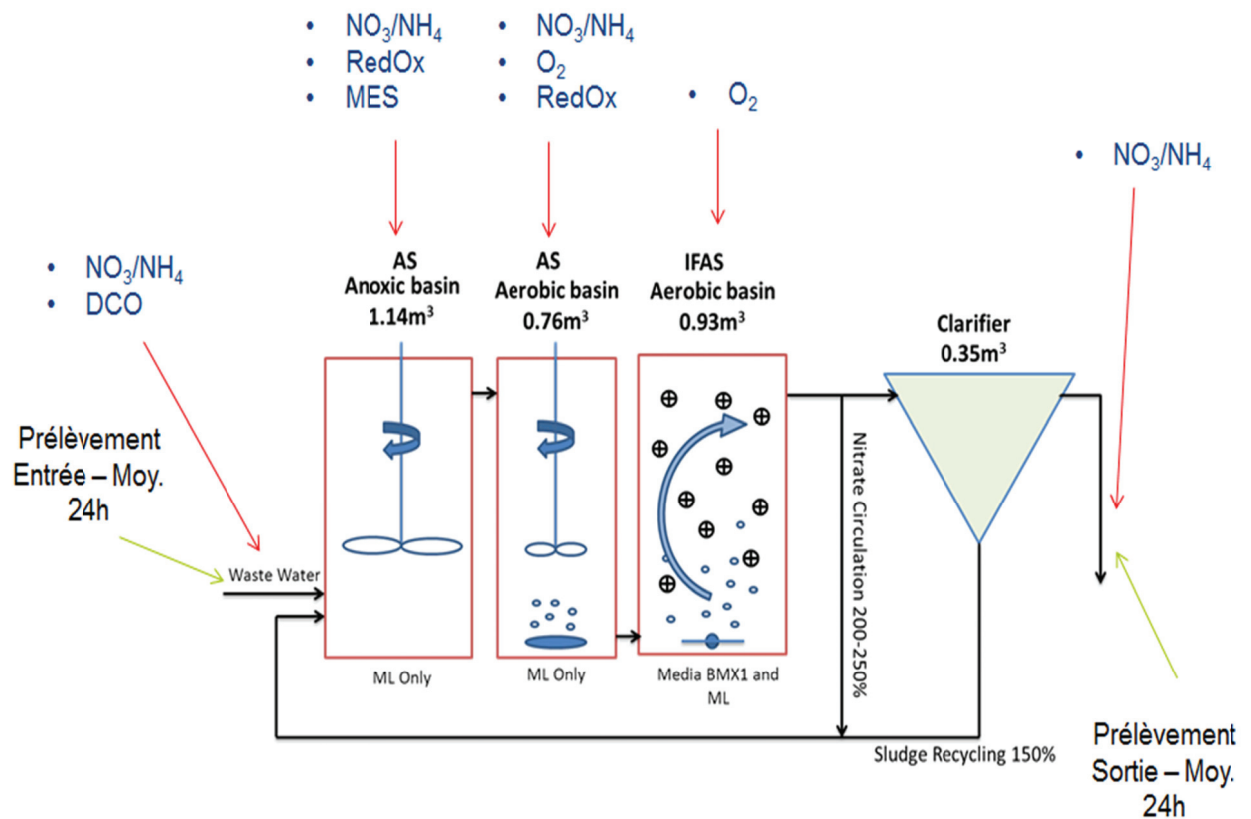 • NO₃/NH₄
• RedOx
• MES
• NO₃/NH₄
• O₂
• RedOx
• O₂
• NO₃/NH₄
• NO₃/NH₄
• DCO
AS
Anoxic basin
1.14m³
AS
Aerobic basin
0.76m³
IFAS
Aerobic basin
0.93m³
Clarifier
0.35m³
Prélèvement
Entrée – Moy.
24h
Waste Water
ML Only
ML Only
Media BMX1 and
ML
Nitrate Circulation 200-250%
Sludge Recycling 150%
Prélèvement
Sortie – Moy.
24h